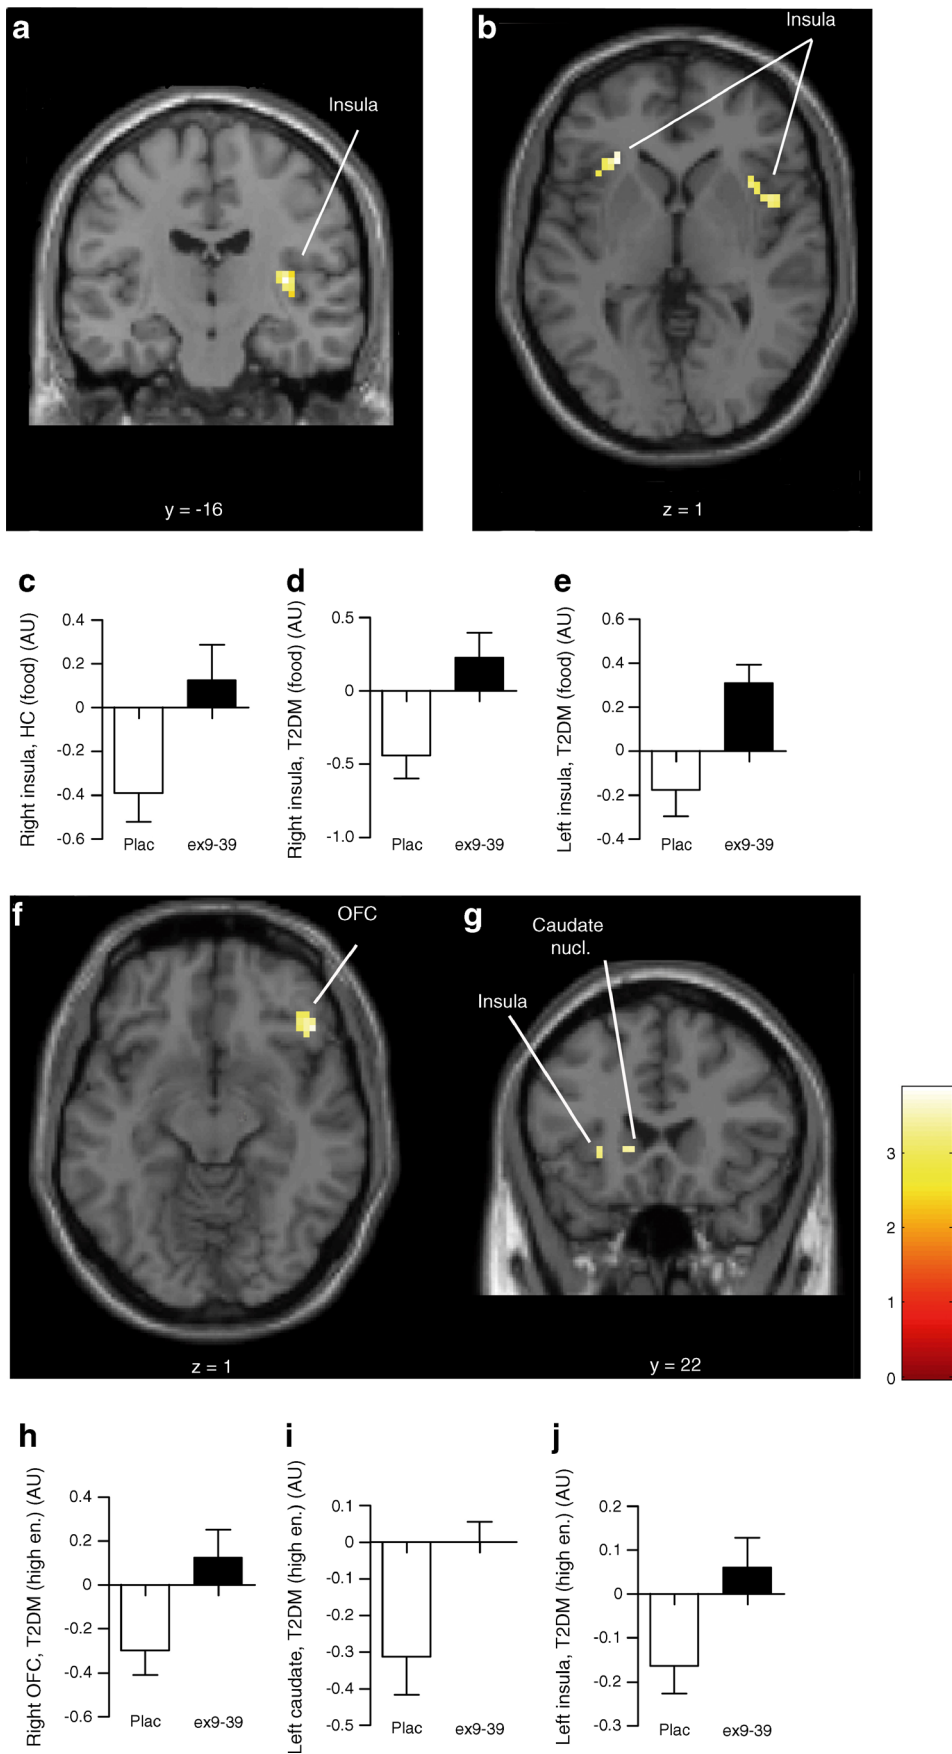 a
Insula
y = -16
b
Insula
z = 1
c
Right insula, HC (food) (AU)
0.4
0.2
0
-0.2
-0.4
-0.6
Plac ex9-39
d
Right insula, T2DM (food) (AU)
0.5
0
-0.5
-1.0
Plac ex9-39
e
Left insula, T2DM (food) (AU)
0.6
0.4
0.2
0
-0.2
-0.4
Plac ex9-39
f
OFC
z = 1
g
Caudate
nucl.
Insula
y = 22
3
2
1
0
h
Right OFC, T2DM (high en.) (AU)
0.4
0.2
0
-0.2
-0.4
-0.6
Plac ex9-39
i
Left caudate, T2DM (high en.) (AU)
0.1
0
-0.1
-0.2
-0.3
-0.4
-0.5
Plac ex9-39
j
Left insula, T2DM (high en.) (AU)
0.2
0.1
0
-0.1
-0.2
-0.3
Plac ex9-39